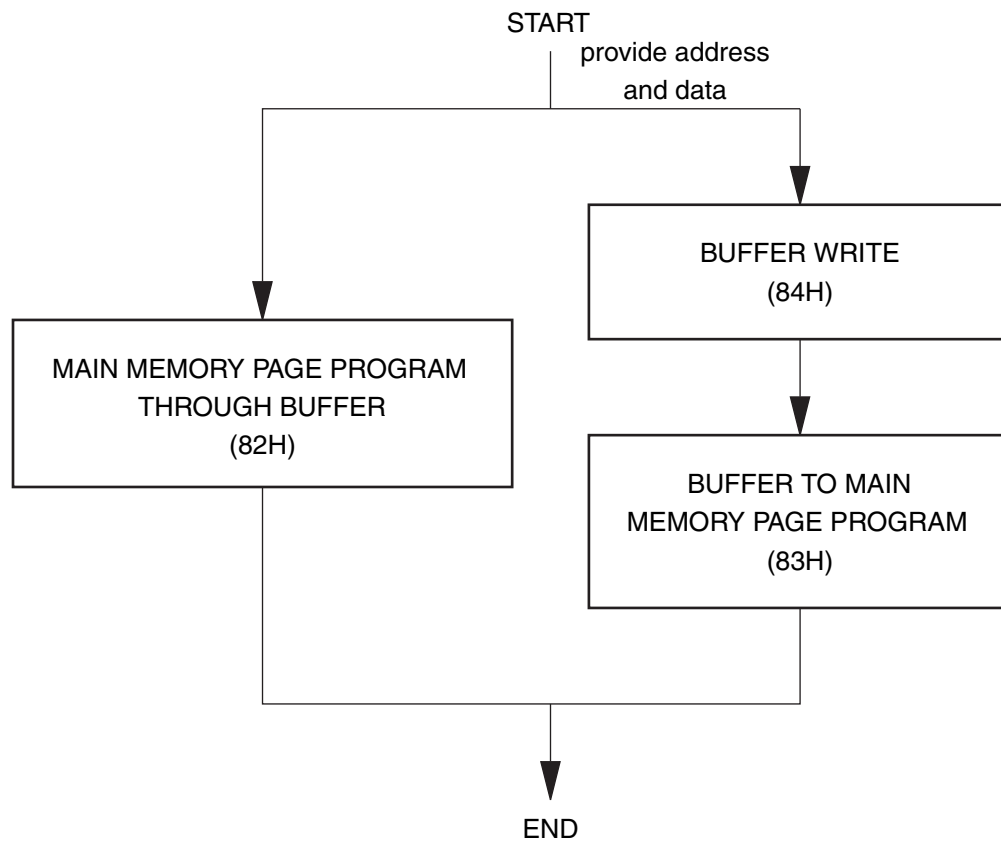 START
provide address
and data
BUFFER WRITE
(84H)
MAIN MEMORY PAGE PROGRAM
THROUGH BUFFER
(82H)
BUFFER TO MAIN
MEMORY PAGE PROGRAM
(83H)
END